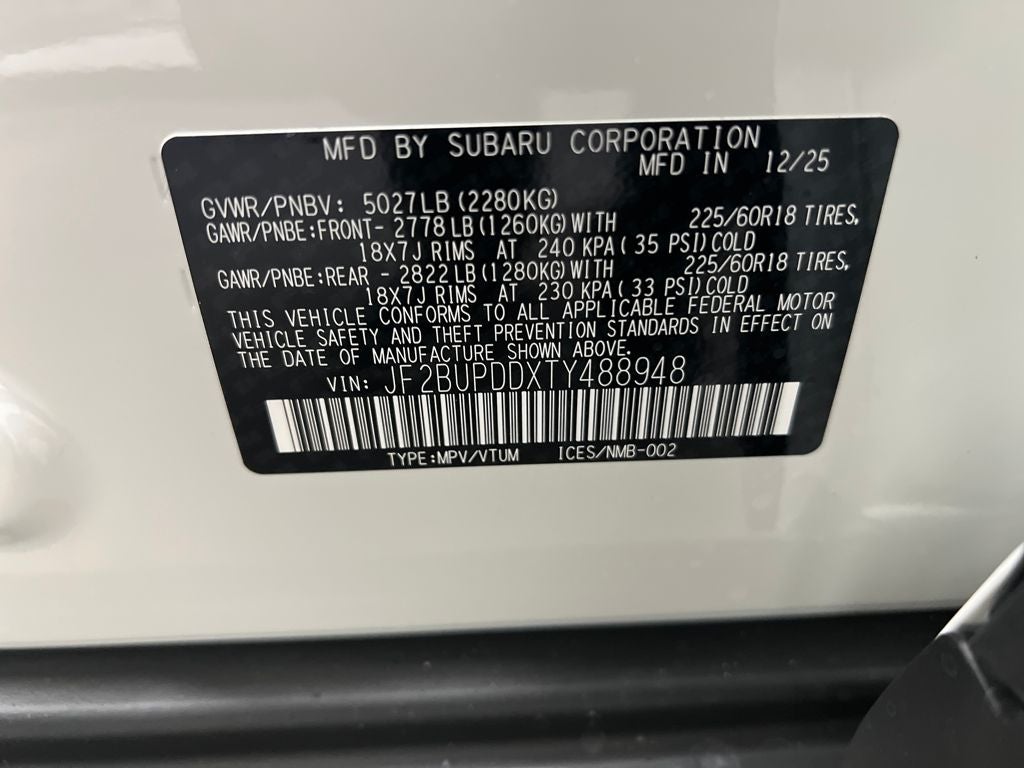 MFD BY SUBARU CORPORATION
MFD IN 12/25
GVWR/PNBV: 5027LB (2280KG)
GAWR/PNBE:FRONT- 2778LB (1260KG) WITH 225/60R18 TIRES,
18X7J RIMS AT 240 KPA ( 35 PSI) COLD
GAWR/PNBE:REAR - 2822LB (1280KG) WITH 225/60R18 TIRES,
18X7J RIMS AT 230 KPA ( 33 PSI) COLD
THIS VEHICLE CONFORMS TO ALL APPLICABLE FEDERAL MOTOR
VEHICLE SAFETY AND THEFT PREVENTION STANDARDS IN EFFECT ON
THE DATE OF MANUFACTURE SHOWN ABOVE.
VIN: JF2BUPDDXTY488948
TYPE:MPV/VTUM ICES/NMB-002